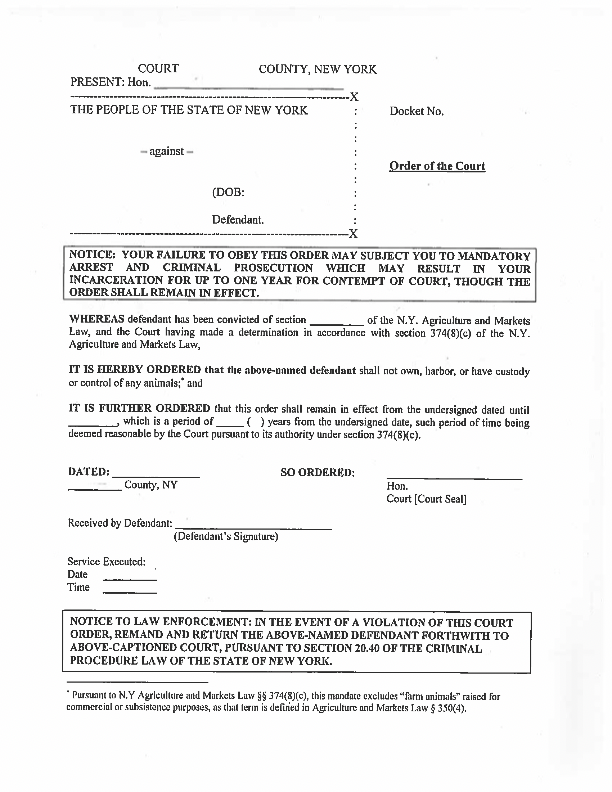 COURT COUNTY, NEW YORK
PRESENT: Hon. ____________________
------------------------------------------------------------------X
THE PEOPLE OF THE STATE OF NEW YORK : Docket No.
:
:
– against – :
: Order of the Court
:
(DOB: :
:
Defendant. :
------------------------------------------------------------------X
NOTICE: YOUR FAILURE TO OBEY THIS ORDER MAY SUBJECT YOU TO MANDATORY
ARREST AND CRIMINAL PROSECUTION WHICH MAY RESULT IN YOUR
INCARCERATION FOR UP TO ONE YEAR FOR CONTEMPT OF COURT, THOUGH THE
ORDER SHALL REMAIN IN EFFECT.
WHEREAS defendant has been convicted of section _________ of the N.Y. Agriculture and Markets
Law, and the Court having made a determination in accordance with section 374(8)(c) of the N.Y.
Agriculture and Markets Law,
IT IS HEREBY ORDERED that the above-named defendant shall not own, harbor, or have custody
or control of any animals;* and
IT IS FURTHER ORDERED that this order shall remain in effect from the undersigned dated until
________, which is a period of _____ ( ) years from the undersigned date, such period of time being
deemed reasonable by the Court pursuant to its authority under section 374(8)(c).
DATED: ______________ SO ORDERED: ____________________
_________ County, NY Hon.
Court [Court Seal]
Received by Defendant: ________________________
(Defendant's Signature)
Service Executed:
Date _________
Time _________
NOTICE TO LAW ENFORCEMENT: IN THE EVENT OF A VIOLATION OF THIS COURT
ORDER, REMAND AND RETURN THE ABOVE-NAMED DEFENDANT FORTHWITH TO
ABOVE-CAPTIONED COURT, PURSUANT TO SECTION 20.40 OF THE CRIMINAL
PROCEDURE LAW OF THE STATE OF NEW YORK.
* Pursuant to N.Y Agriculture and Markets Law §§ 374(8)(c), this mandate excludes "farm animals" raised for
commercial or subsistence purposes, as that term is defined in Agriculture and Markets Law § 350(4).